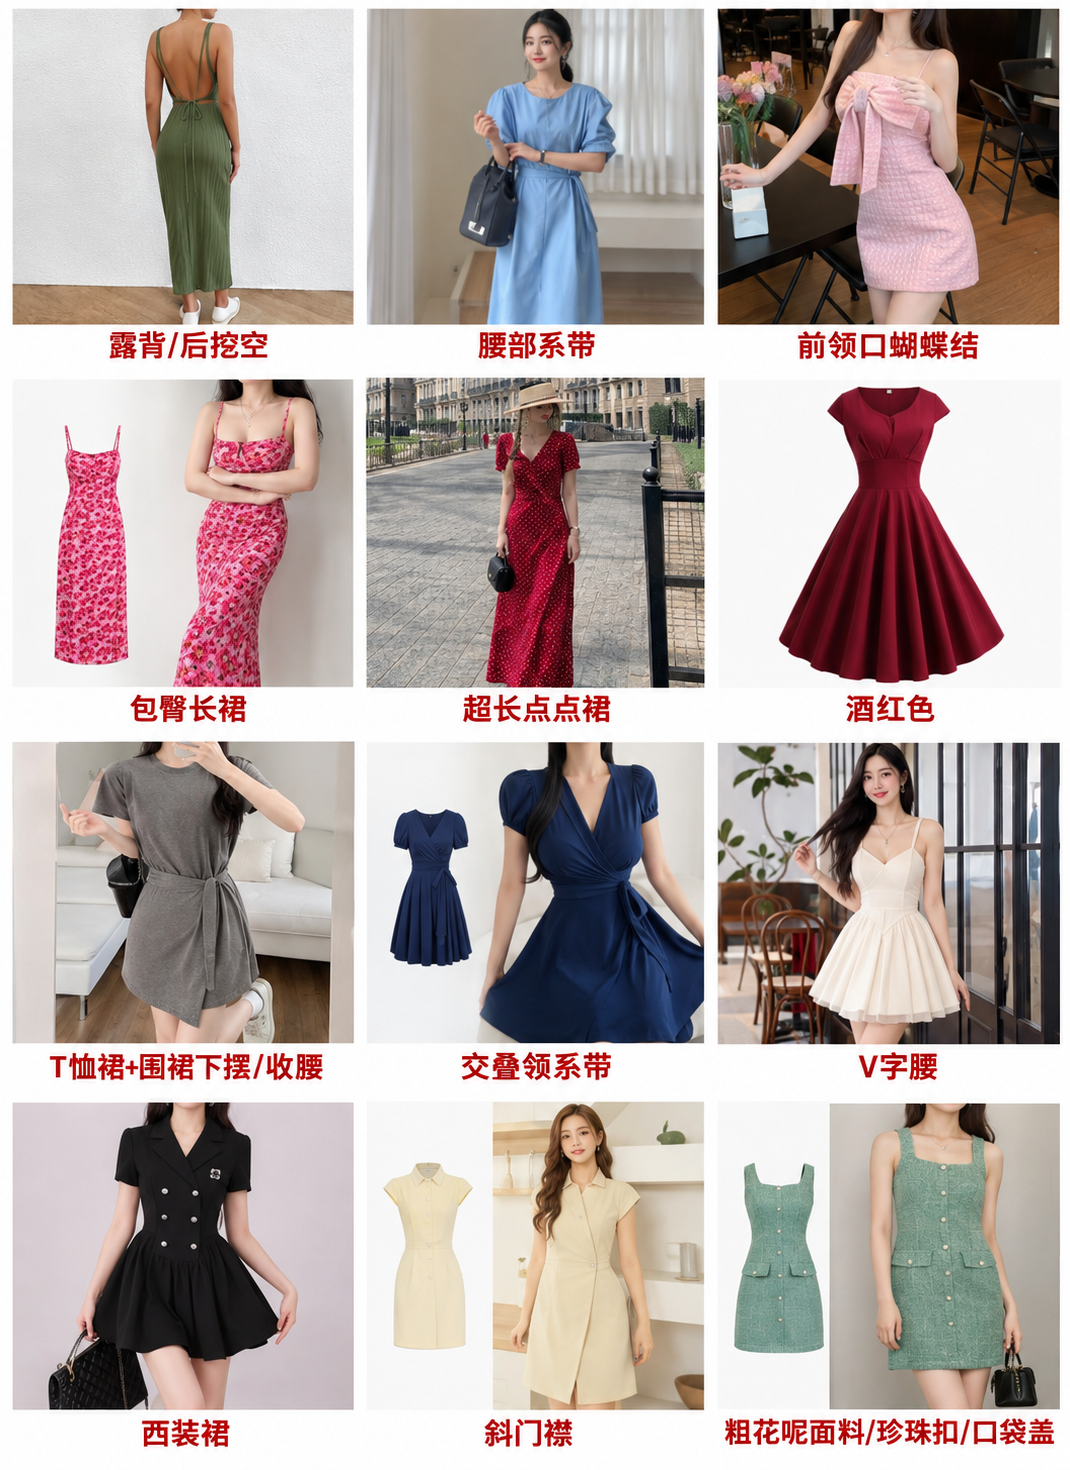 露背/后挖空
腰部系带
前领口蝴蝶结
包臀长裙
超长点点裙
酒红色
T恤裙+围裙下摆/收腰
交叠领系带
V字腰
西装裙
斜门襟
粗花呢面料/珍珠扣/口袋盖